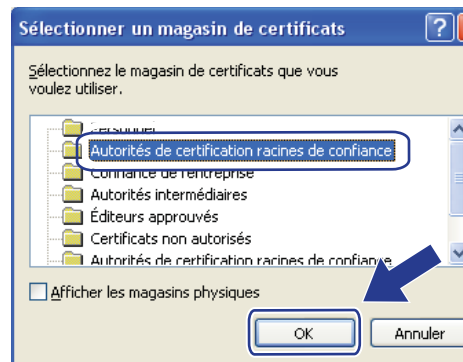 Sélectionner un magasin de certificats
Sélectionnez le magasin de certificats que vous
voulez utiliser.
Personnel
Autorités de certification racines de confiance
Confiance de l'entreprise
Autorités intermédiaires
Éditeurs approuvés
Certificats non autorisés
Autorités de certification racines de confiance
Afficher les magasins physiques
OK
Annuler